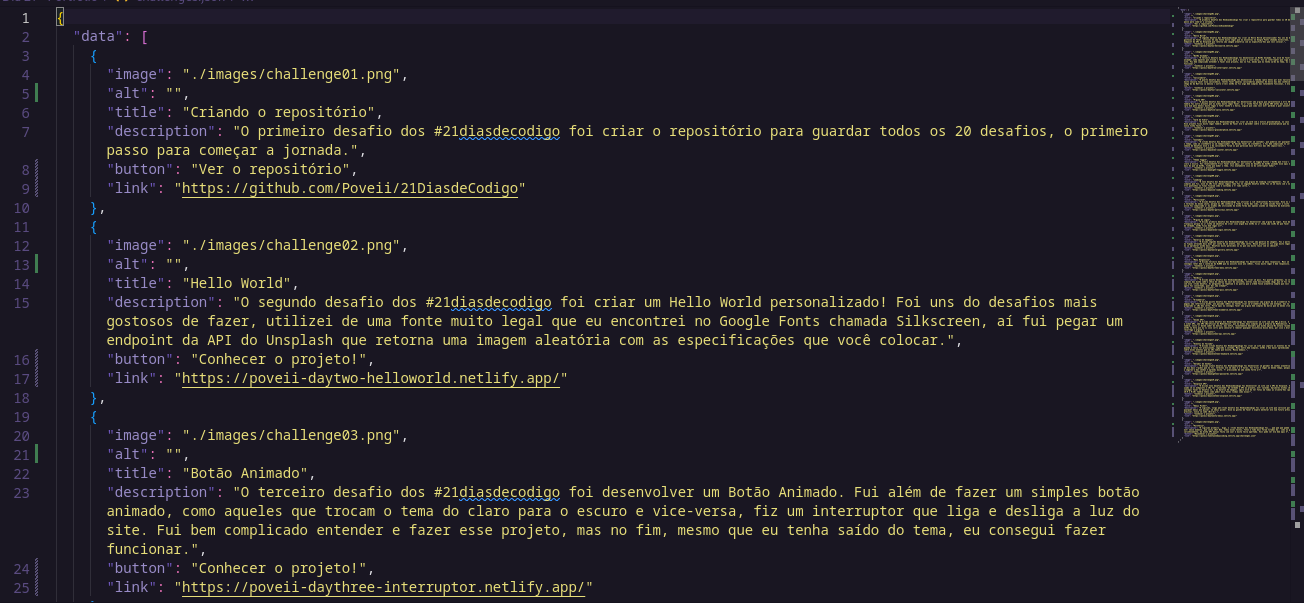 1 {
2 "data": [
3 {
4 "image": "./images/challenge01.png",
5 "alt": "",
6 "title": "Criando o repositório",
7 "description": "O primeiro desafio dos #21diasdecodigo foi criar o repositório para guardar todos os 20 desafios, o primeiro
passo para começar a jornada.",
8 "button": "Ver o repositório",
9 "link": "https://github.com/Poveii/21DiasdeCodigo"
10 },
11 {
12 "image": "./images/challenge02.png",
13 "alt": "",
14 "title": "Hello World",
15 "description": "O segundo desafio dos #21diasdecodigo foi criar um Hello World personalizado! Foi uns do desafios mais
gostosos de fazer, utilizei de uma fonte muito legal que eu encontrei no Google Fonts chamada Silkscreen, aí fui pegar um
endpoint da API do Unsplash que retorna uma imagem aleatória com as especificações que você colocar.",
16 "button": "Conhecer o projeto!",
17 "link": "https://poveii-daytwo-helloworld.netlify.app/"
18 },
19 {
20 "image": "./images/challenge03.png",
21 "alt": "",
22 "title": "Botão Animado",
23 "description": "O terceiro desafio dos #21diasdecodigo foi desenvolver um Botão Animado. Fui além de fazer um simples botão
animado, como aqueles que trocam o tema do claro para o escuro e vice-versa, fiz um interruptor que liga e desliga a luz do
site. Fui bem complicado entender e fazer esse projeto, mas no fim, mesmo que eu tenha saído do tema, eu consegui fazer
funcionar.",
24 "button": "Conhecer o projeto!",
25 "link": "https://poveii-daythree-interruptor.netlify.app/"